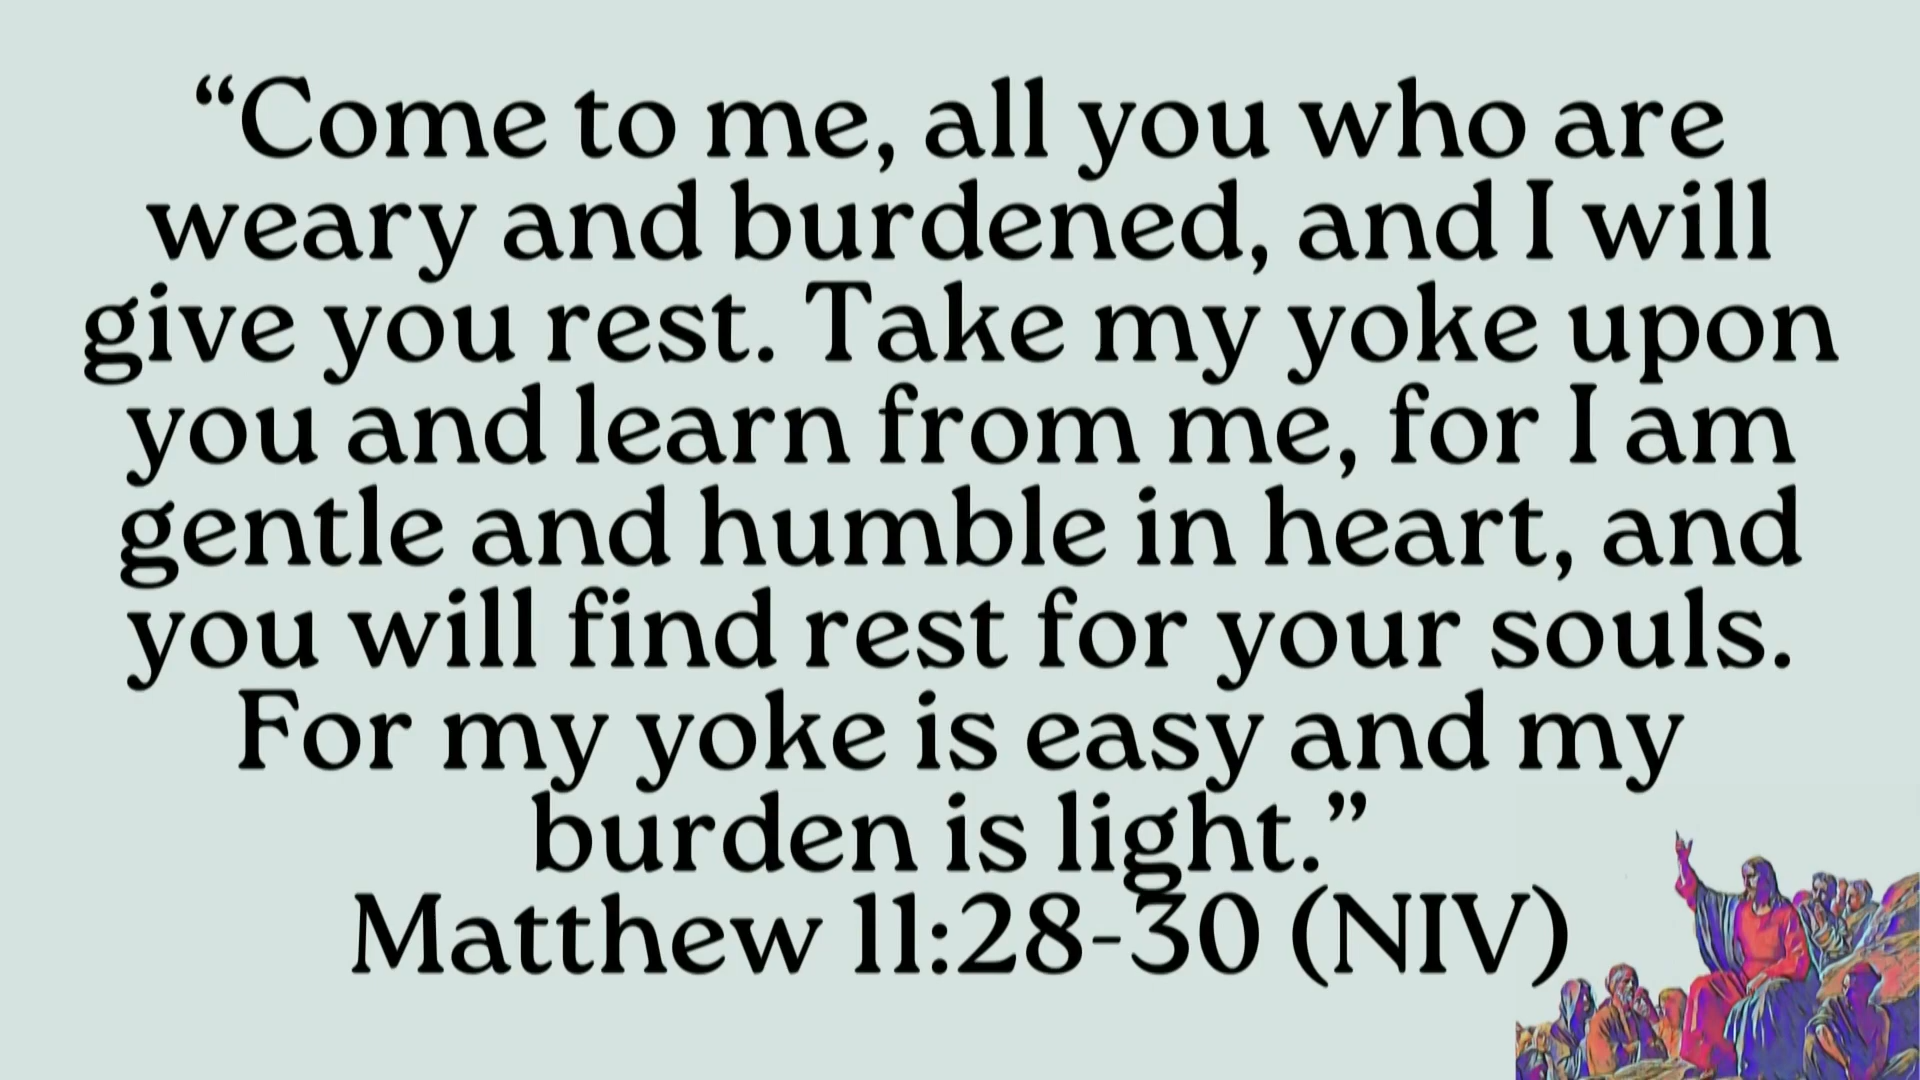 “Come to me, all you who are
weary and burdened, and I will
give you rest. Take my yoke upon
you and learn from me, for I am
gentle and humble in heart, and
you will find rest for your souls.
For my yoke is easy and my
burden is light.”
Matthew 11:28-30 (NIV)